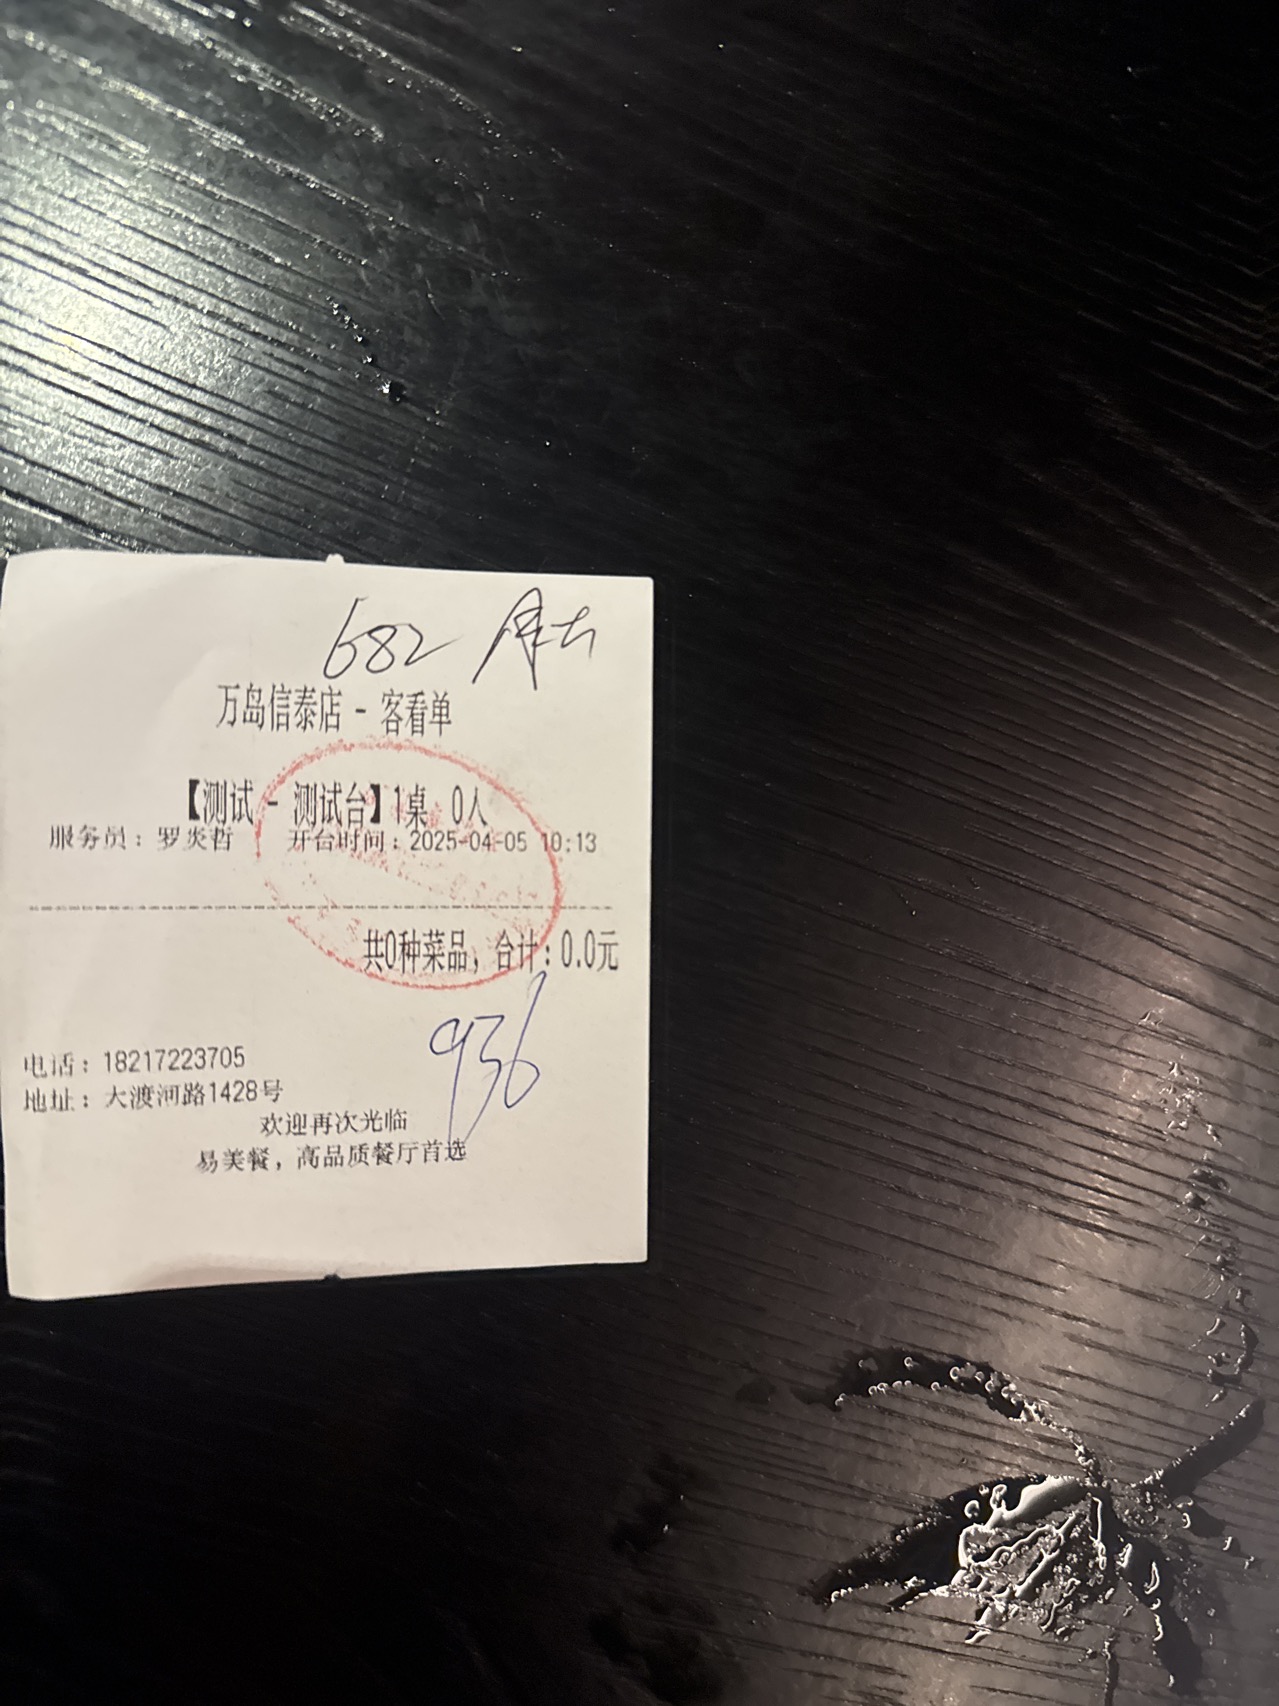 682
万岛信泰店 - 客看单
【测试 - 测试台】1桌 0人
服务员：罗炎哲 开台时间：2025-04-05 10:13
共0种菜品，合计：0.0元
936
电话：18217223705
地址：大渡河路1428号
欢迎再次光临
易美餐，高品质餐厅首选